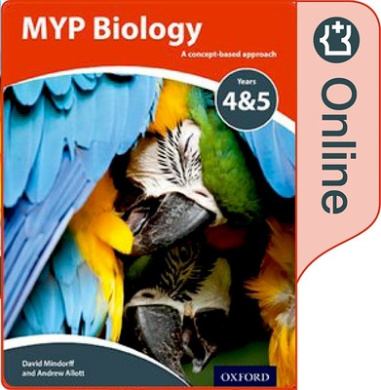 MYP Biology
A concept-based approach
Years
4&5
Online
David Mindorff
and Andrew Allott
OXFORD